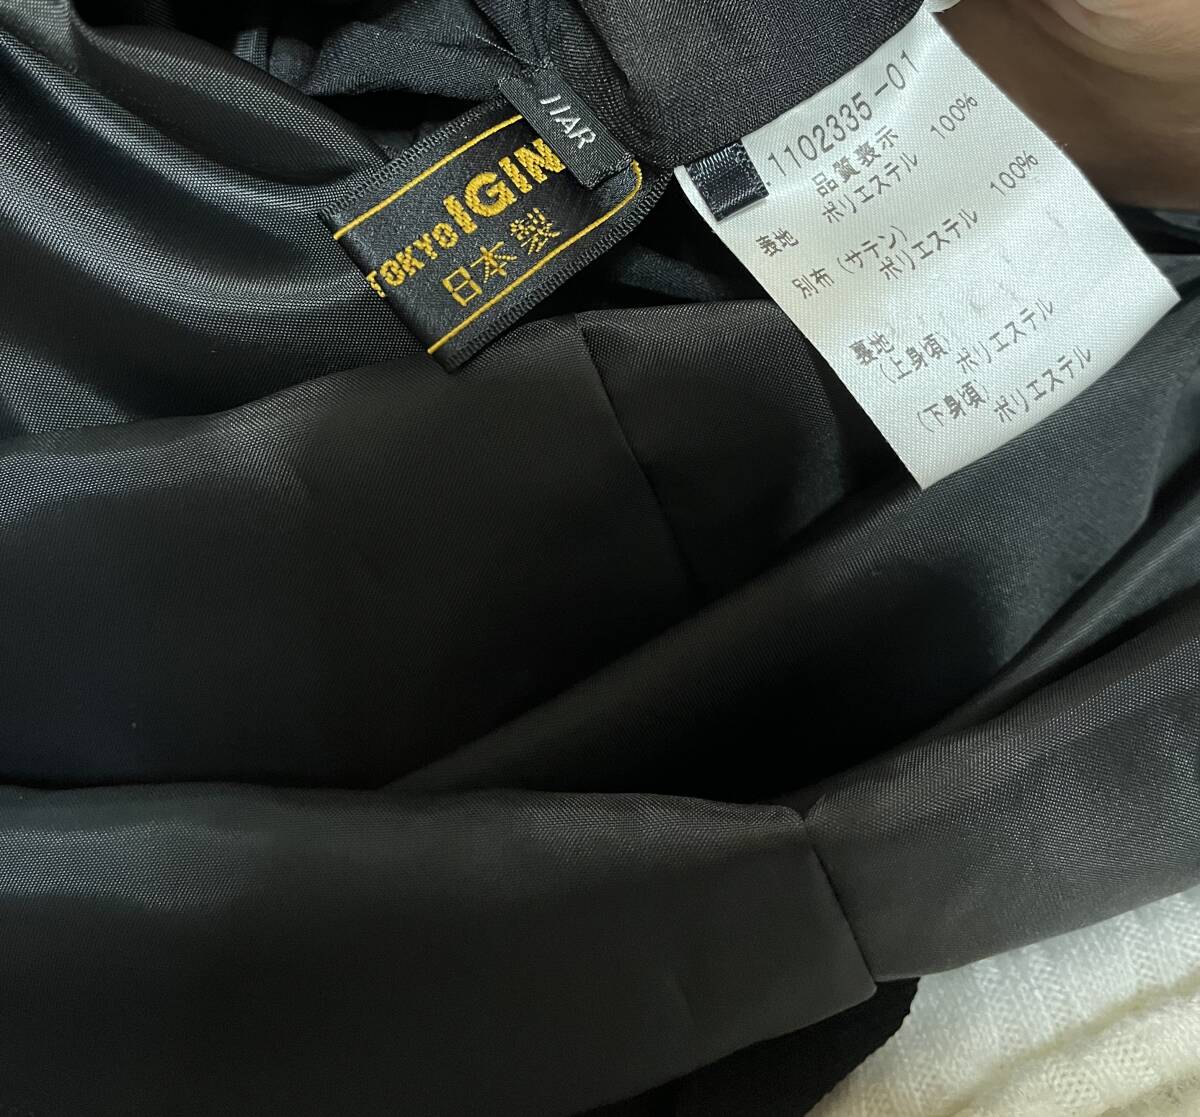 11AR
TOKYO IGIN
日本製
1102335-01
品質表示
表地 ポリエステル 100%
別布(サテン)
ポリエステル 100%
裏地
(上身頃) ポリエステル
(下身頃) ポリエステル